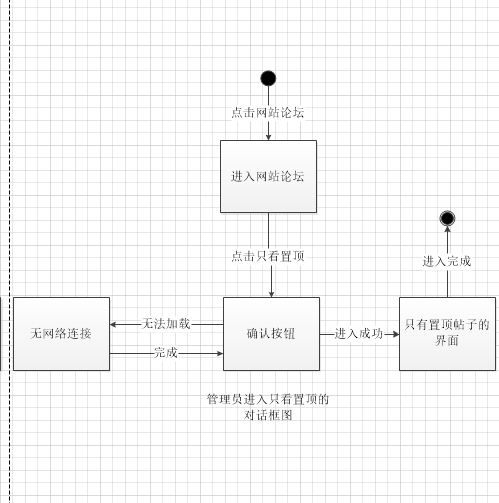 点击网站论坛
进入网站论坛
点击只看置顶
进入完成
无网络连接
无法加载
完成
确认按钮
进入成功
只有置顶帖子的
界面
管理员进入只看置顶的
对话框图